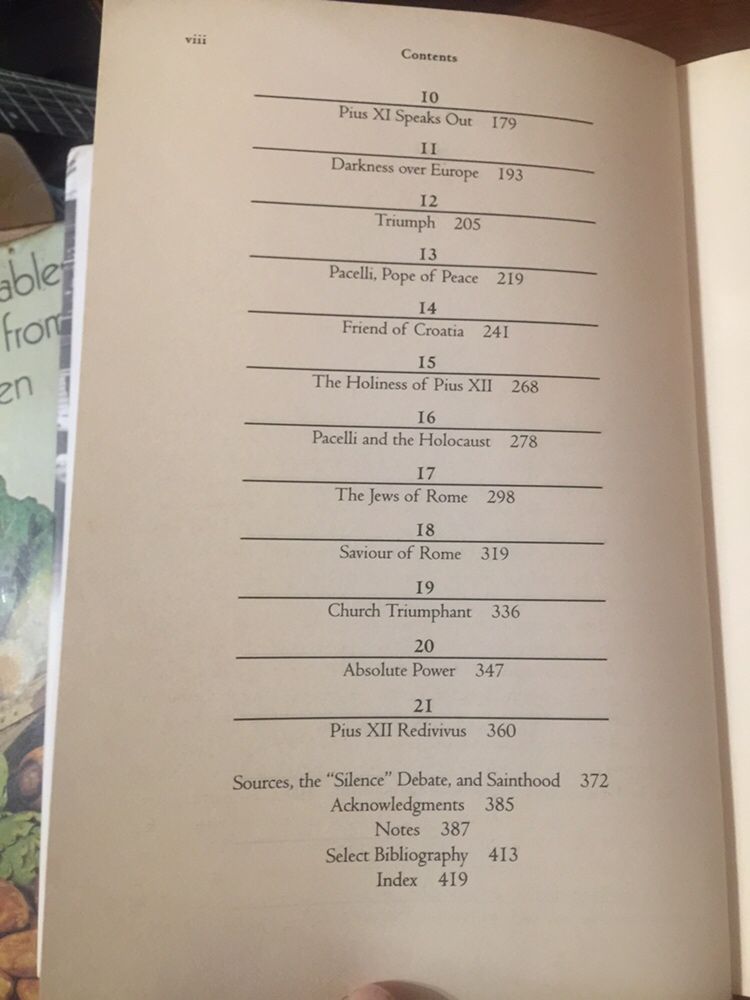 viii
Contents
10
Pius XI Speaks Out 179
11
Darkness over Europe 193
12
Triumph 205
13
Pacelli, Pope of Peace 219
14
Friend of Croatia 241
15
The Holiness of Pius XII 268
16
Pacelli and the Holocaust 278
17
The Jews of Rome 298
18
Saviour of Rome 319
19
Church Triumphant 336
20
Absolute Power 347
21
Pius XII Redivivus 360
Sources, the “Silence” Debate, and Sainthood 372
Acknowledgments 385
Notes 387
Select Bibliography 413
Index 419
able
from
en